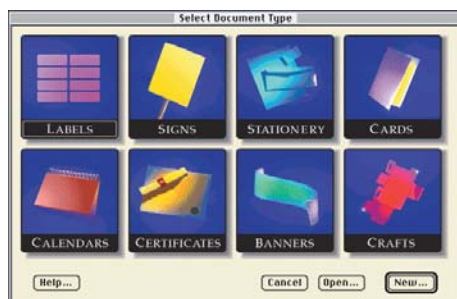 Select Document Type
LABELS SIGNS STATIONERY CARDS
CALENDARS CERTIFICATES BANNERS CRAFTS
Help... Cancel Open... New...